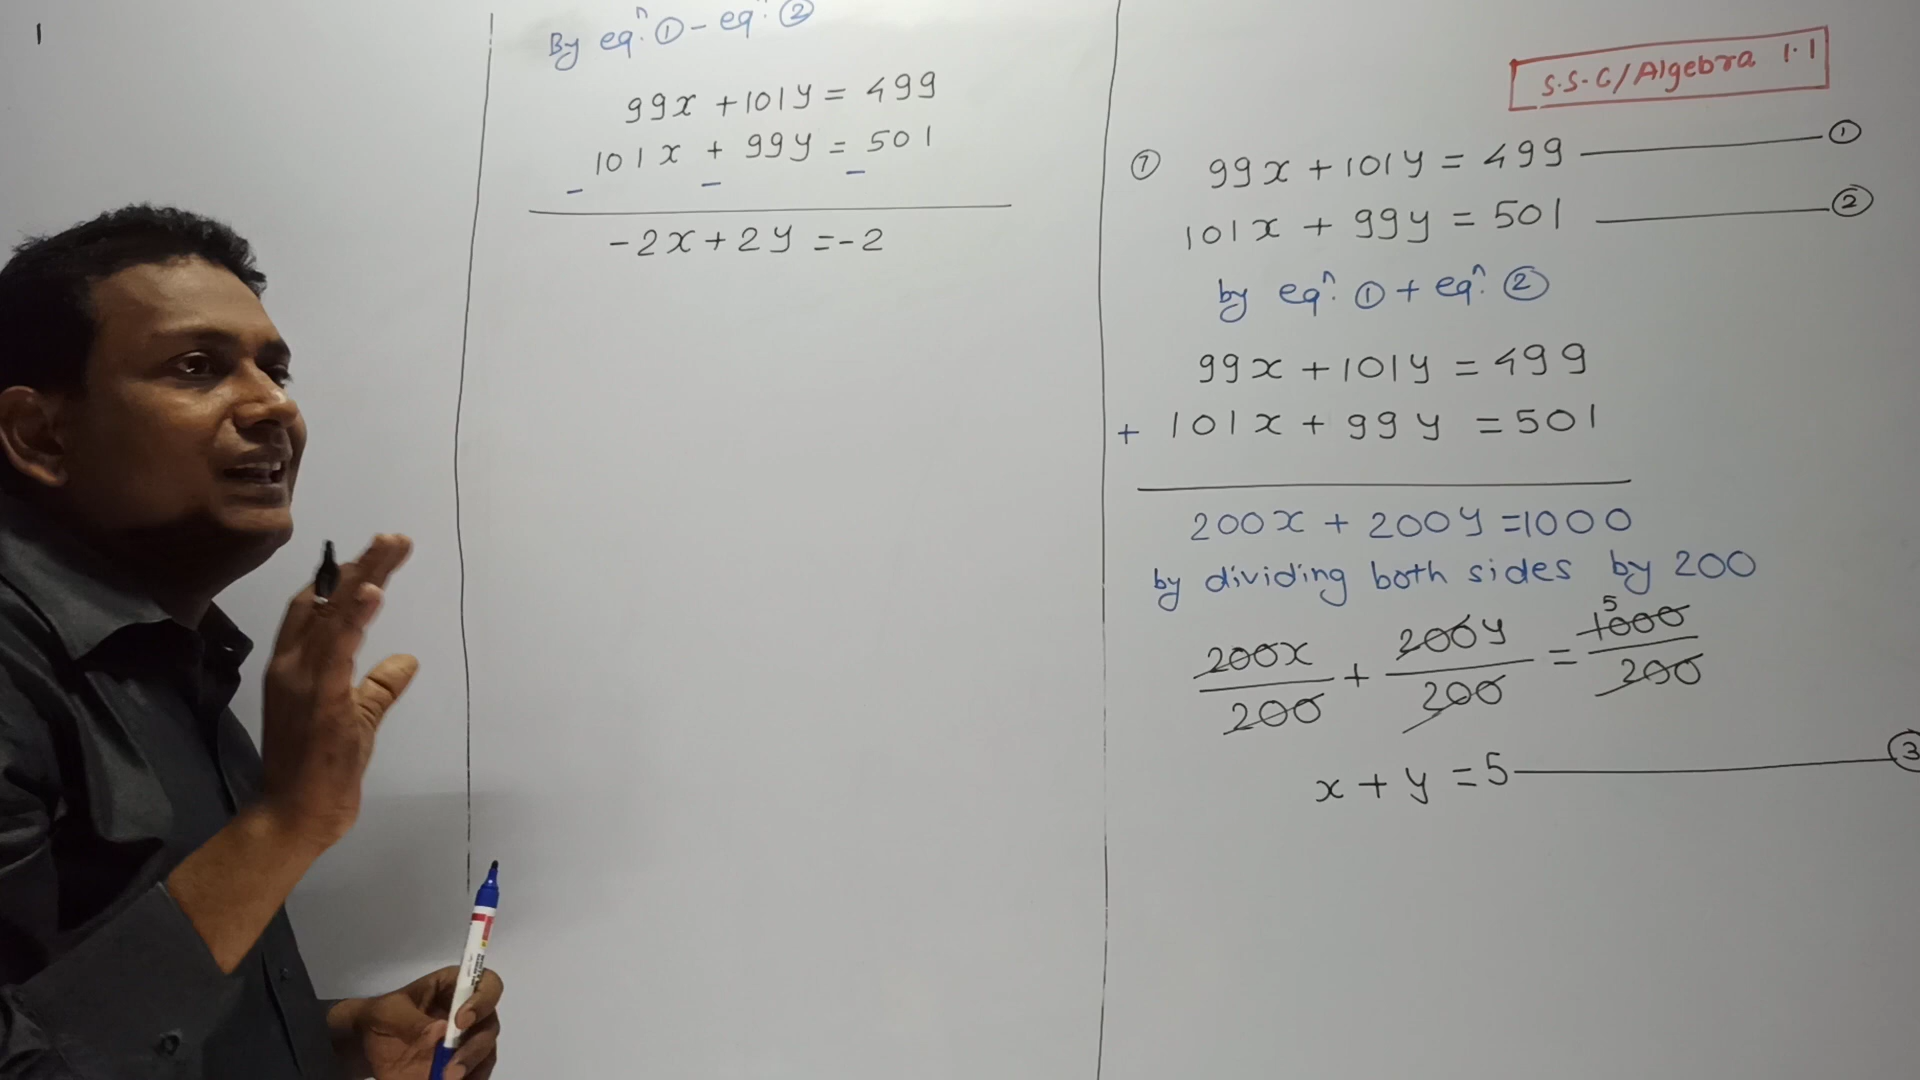 S.S.C/Algebra 1.1
⑦ 99x + 101y = 499 ①
101x + 99y = 501 ②
by eqⁿ. ① + eqⁿ. ②
99x + 101y = 499
+ 101x + 99y = 501
200x + 200y = 1000
by dividing both sides by 200
200x/200 + 200y/200 = 1000/200 5
x + y = 5 ③
By eqⁿ. ① - eqⁿ. ②
99x + 101y = 499
101x + 99y = 501
- - -
-2x + 2y = -2